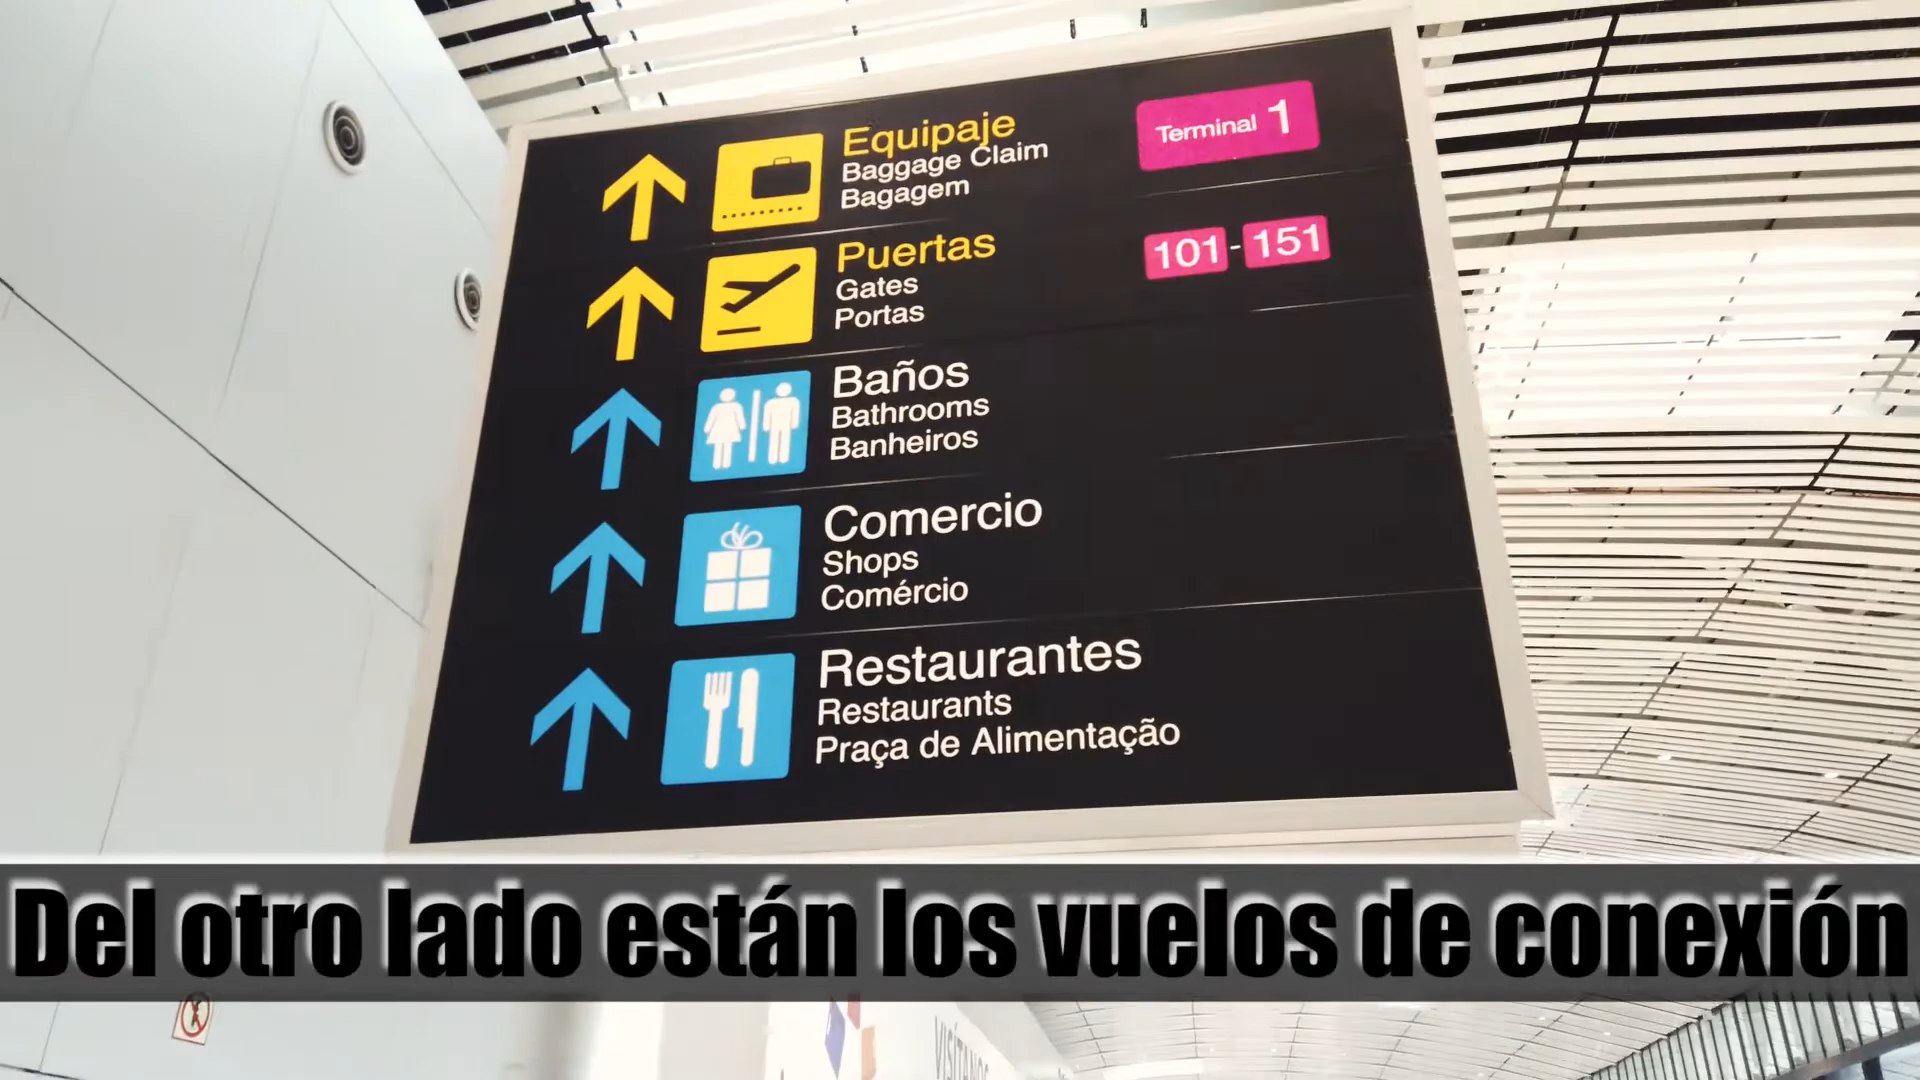 Equipaje
Baggage Claim
Bagagem
Terminal 1
Puertas
Gates
Portas
101 - 151
Baños
Bathrooms
Banheiros
Comercio
Shops
Comércio
Restaurantes
Restaurants
Praça de Alimentação
Del otro lado están los vuelos de conexión
VISÍTANOS